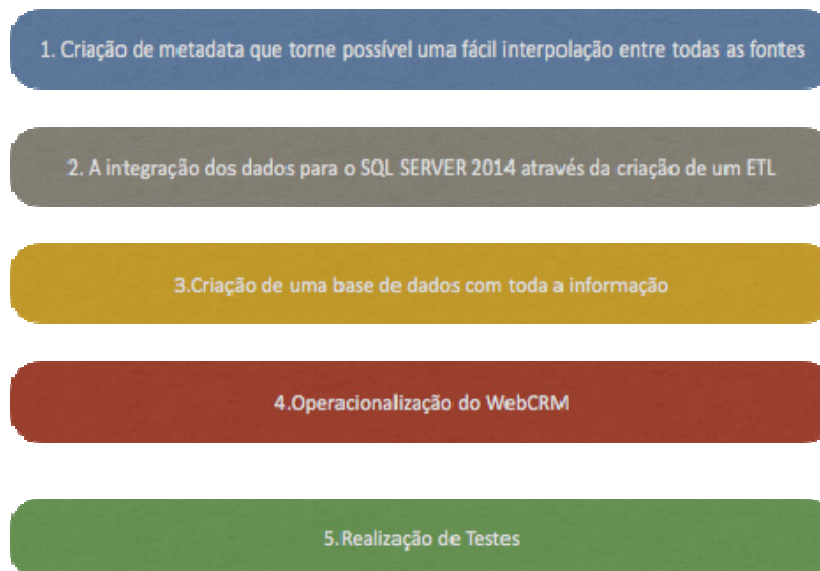 1. Criação de metadata que torne possível uma fácil interpolação entre todas as fontes
2. A integração dos dados para o SQL SERVER 2014 através da criação de um ETL
3.Criação de uma base de dados com toda a informação
4.Operacionalização do WebCRM
5.Realização de Testes